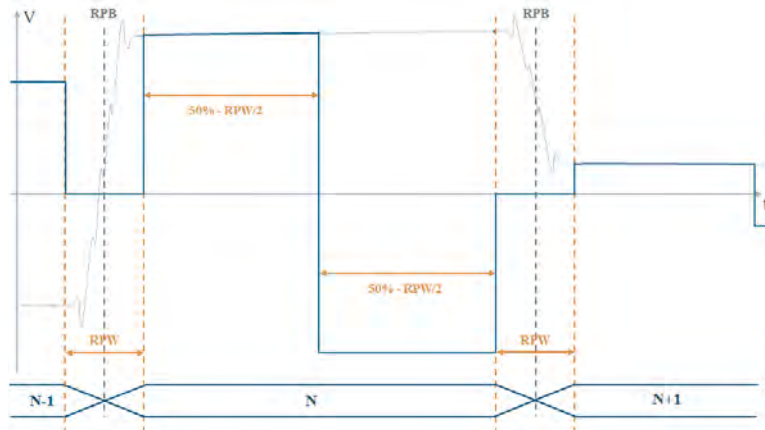 V
RPB
RPB
50% - RPW/2
t
50% - RPW/2
RPW
RPW
N-1
N
N+1